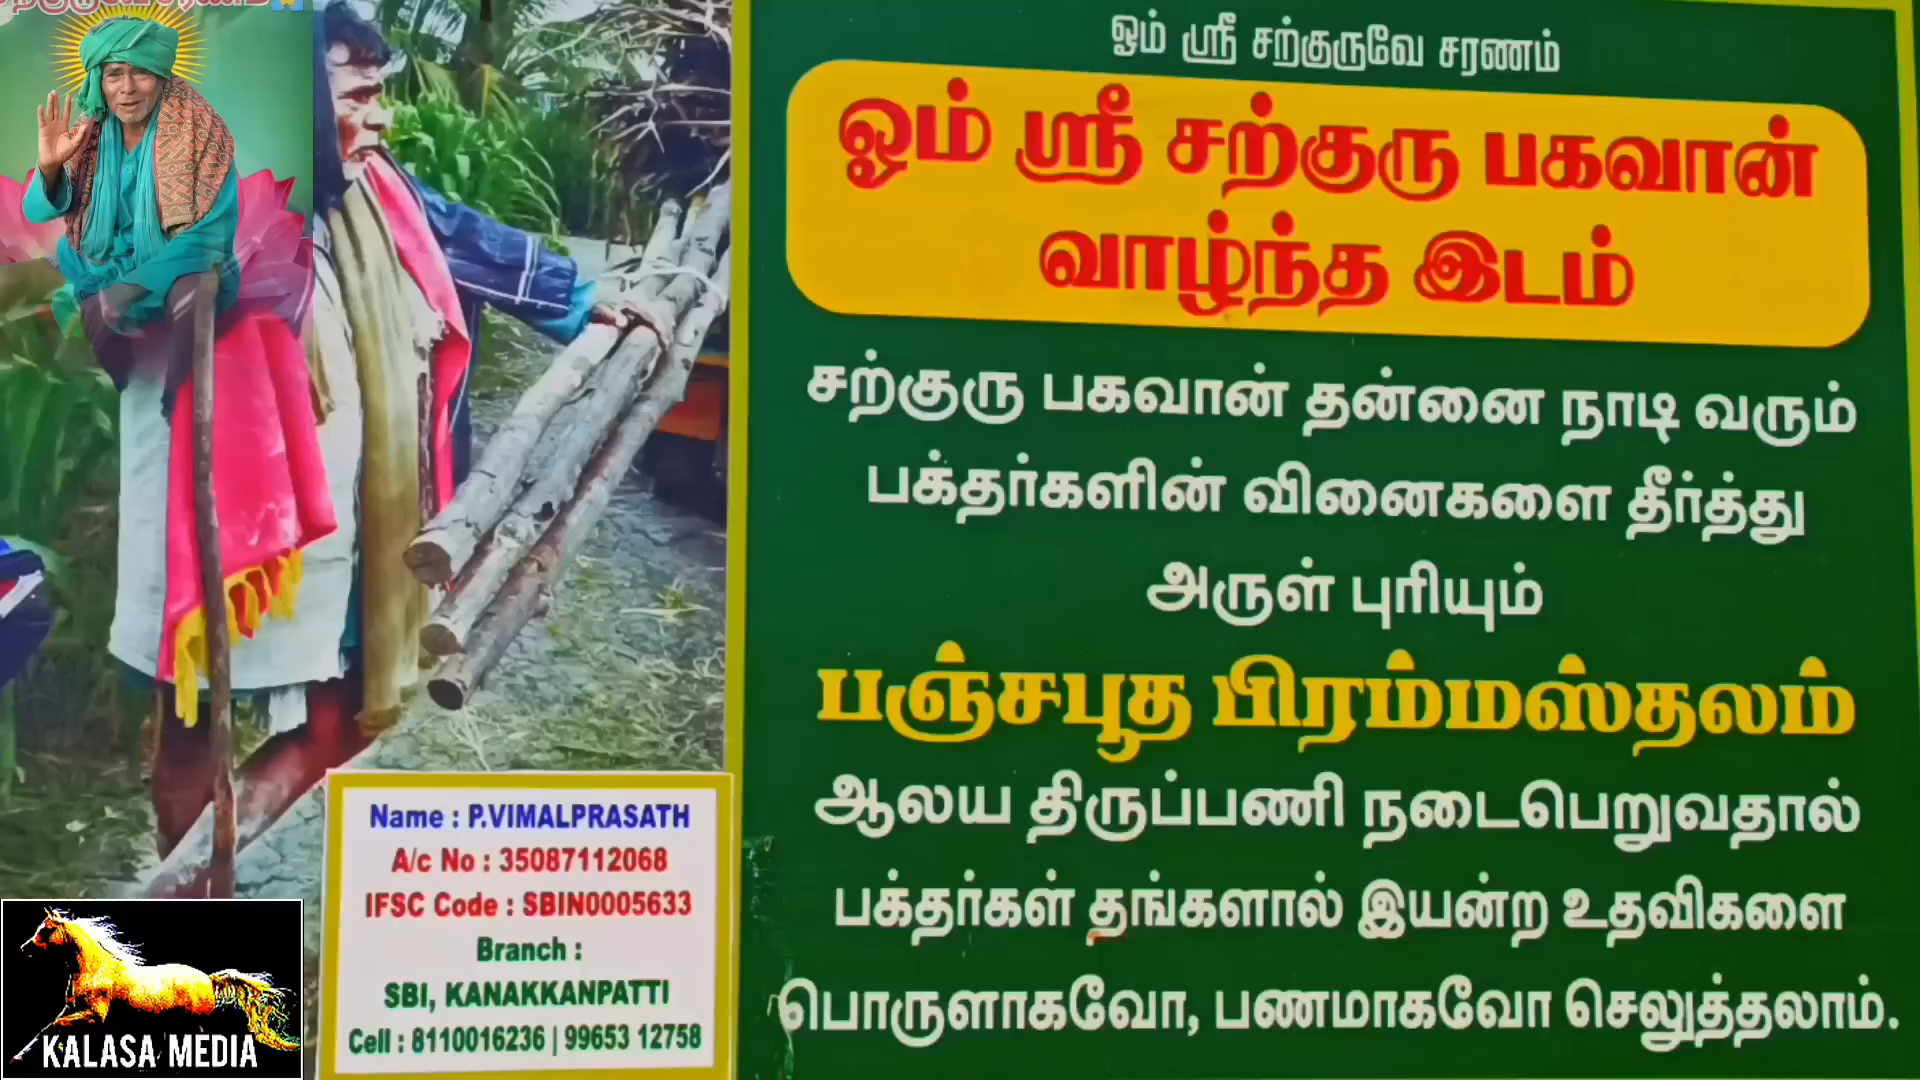 ஓம் ஸ்ரீ சற்குருவே சரணம்
ஓம் ஸ்ரீ சற்குரு பகவான்
வாழ்ந்த இடம்
சற்குரு பகவான் தன்னை நாடி வரும்
பக்தர்களின் வினைகளை தீர்த்து
அருள் புரியும்
பஞ்சபூத பிரம்மஸ்தலம்
ஆலய திருப்பணி நடைபெறுவதால்
பக்தர்கள் தங்களால் இயன்ற உதவிகளை
பொருளாகவோ, பணமாகவோ செலுத்தலாம்.
Name : P.VIMALPRASATH
A/c No : 35087112068
IFSC Code : SBIN0005633
Branch :
SBI, KANAKKANPATTI
Cell : 8110016236 | 99653 12758
KALASA MEDIA